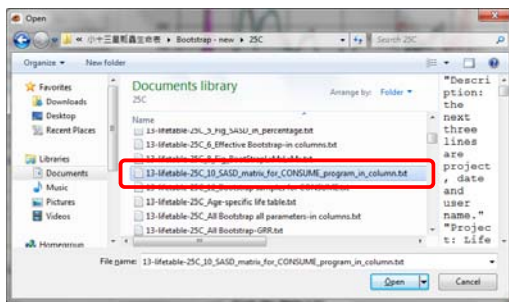 Open
« 小十三星瓢蟲生命表 ▸ Bootstrap - new ▸ 25C
Search 25C
Organize
New folder
Favorites
Downloads
Desktop
Recent Places
Libraries
Documents
Music
Pictures
Videos
Homegroup
Documents library
25C
Arrange by: Folder
Name
13-lifetable-25C_5_Fig_SASD_in_percentage.txt
13-lifetable-25C_6_Effective Bootstrap-in columns.txt
13-lifetable-25C_10_SASD_matrix_for_CONSUME_program_in_column.txt
13-lifetable-25C_Age-specific life table.txt
13-lifetable-25C_All Bootstrap all parameters-in columns.txt
13-lifetable-25C_All Bootstrap-GRR.txt
"Descri
ption:
the
next
three
lines
are
project
, date
and
user
name."
"Projec
t: Life
File name: 13-lifetable-25C_10_SASD_matrix_for_CONSUME_program_in_column.txt
Open
Cancel